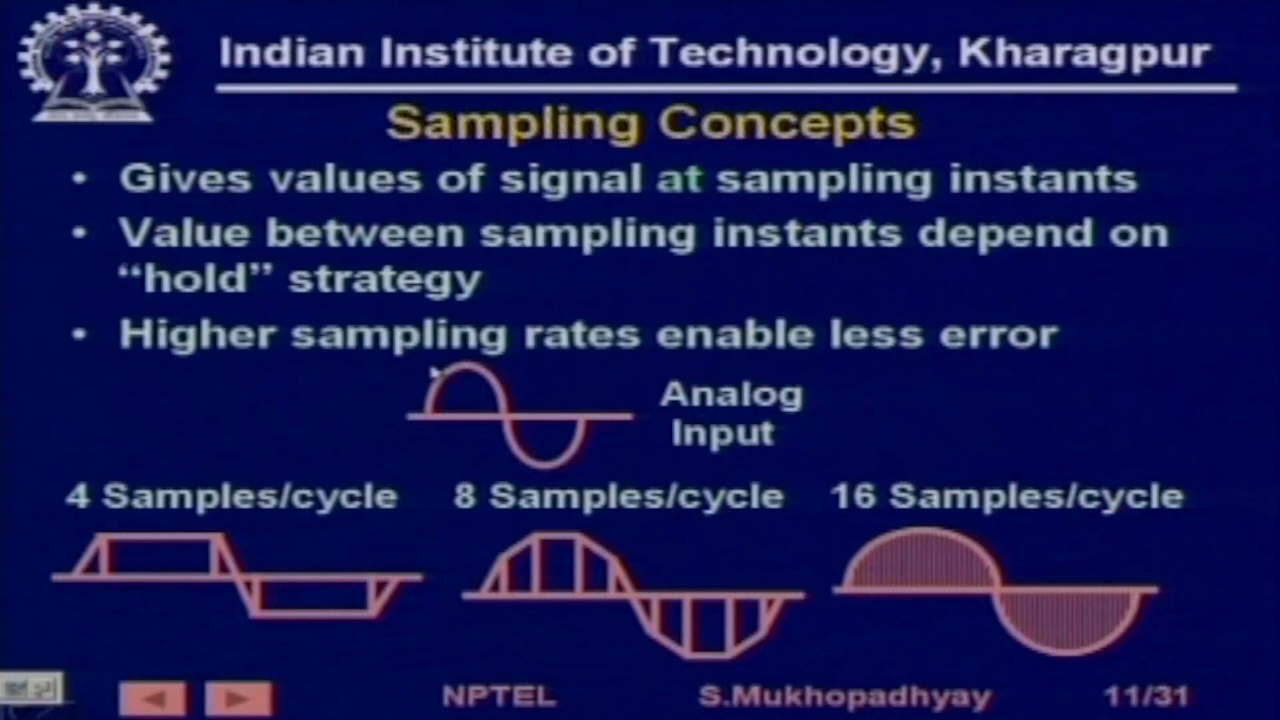 Indian Institute of Technology, Kharagpur
Sampling Concepts
• Gives values of signal at sampling instants
• Value between sampling instants depend on
“hold” strategy
• Higher sampling rates enable less error
Analog
Input
4 Samples/cycle 8 Samples/cycle 16 Samples/cycle
NPTEL S.Mukhopadhyay 11/31